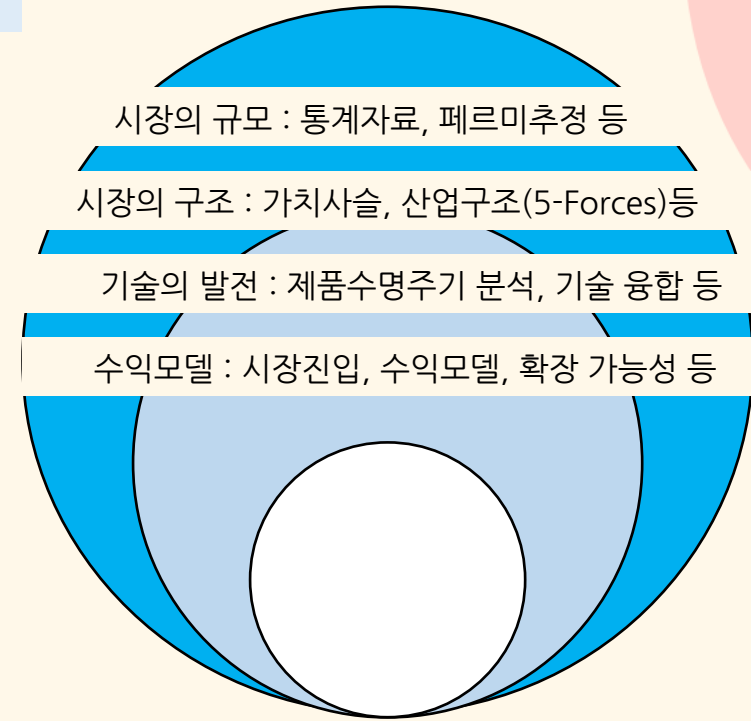 시장의 규모 : 통계자료, 페르미추정 등
시장의 구조 : 가치사슬, 산업구조(5-Forces)등
기술의 발전 : 제품수명주기 분석, 기술 융합 등
수익모델 : 시장진입, 수익모델, 확장 가능성 등